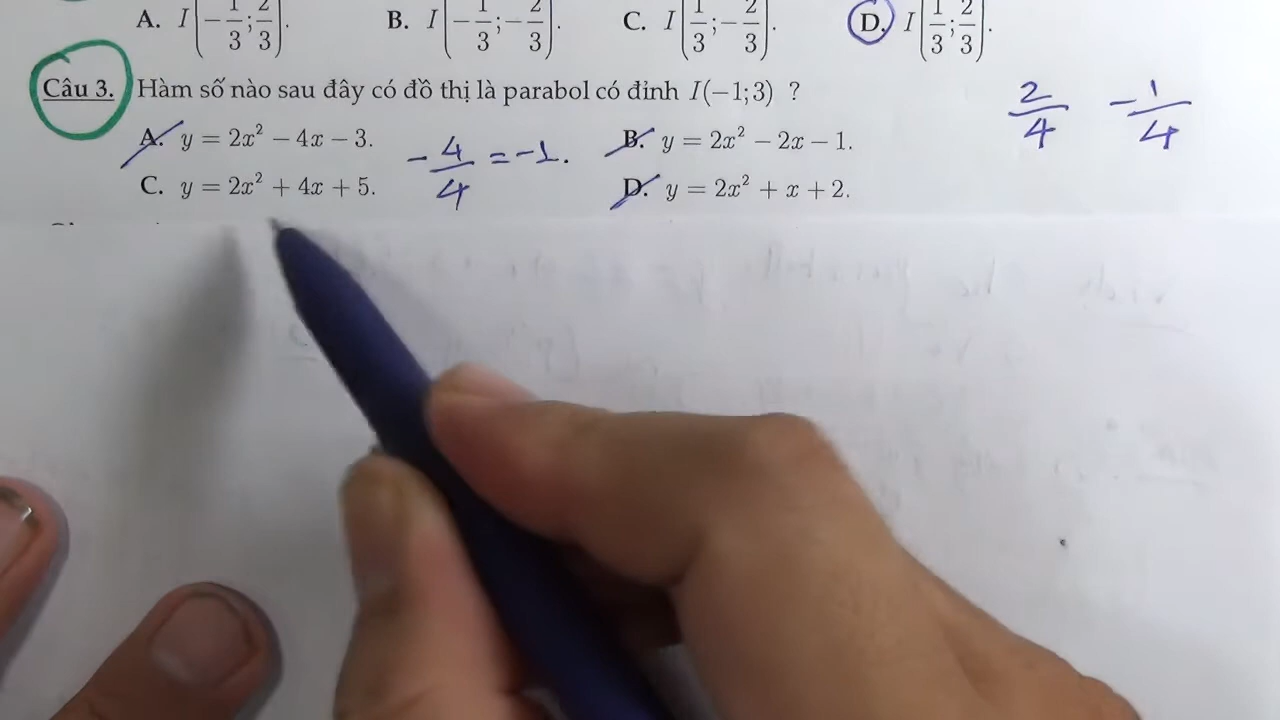 A. I(-1/3; 2/3). B. I(-1/3; -2/3). C. I(1/3; -2/3). D. I(1/3; 2/3).
Câu 3. Hàm số nào sau đây có đồ thị là parabol có đỉnh I(−1;3) ?
A. y = 2x² − 4x − 3. B. y = 2x² − 2x − 1.
2/4 -1/4
-4/4 = -1.
C. y = 2x² + 4x + 5. D. y = 2x² + x + 2.